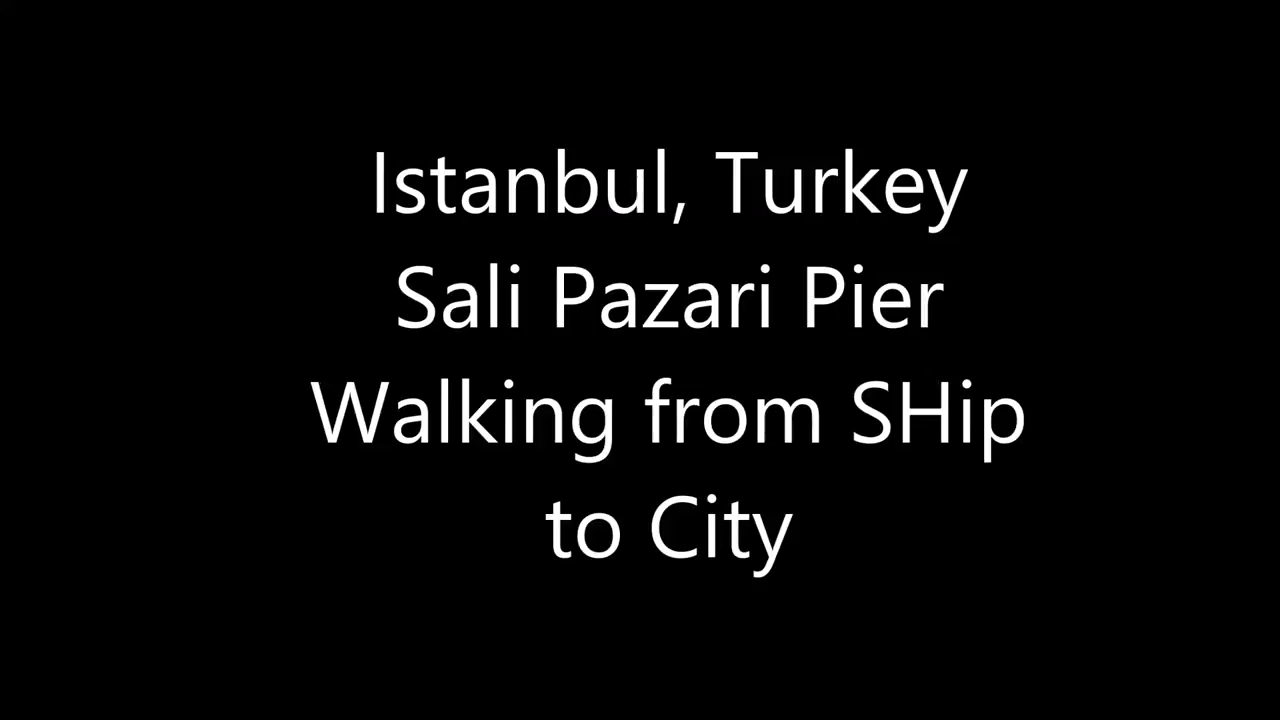 Istanbul, Turkey
Sali Pazari Pier
Walking from SHip
to City